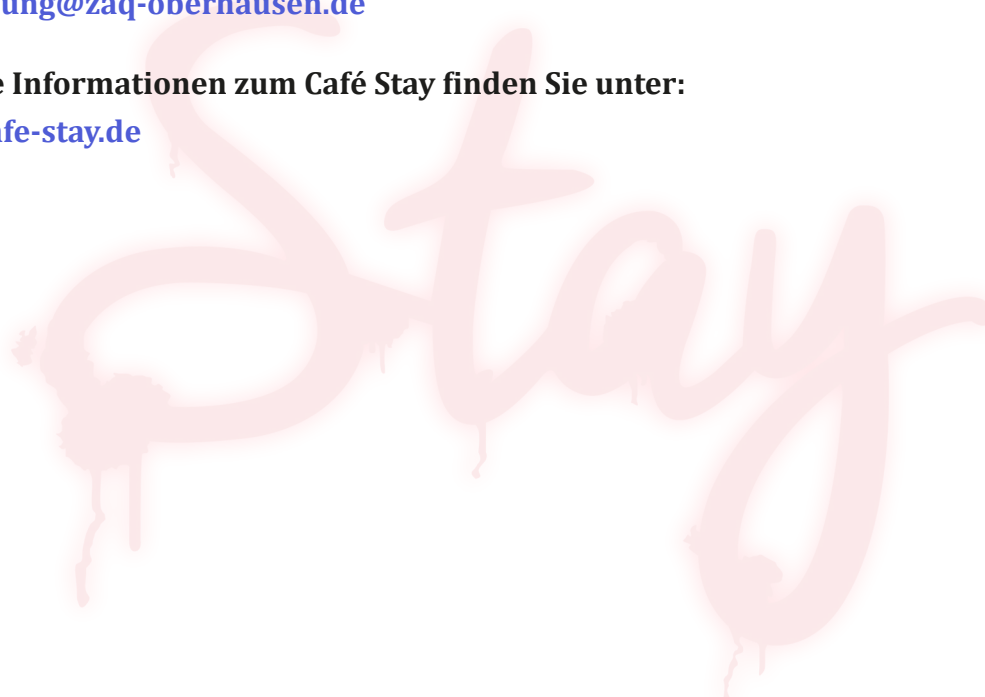 ung@zaq-oberhausen.de
e Informationen zum Café Stay finden Sie unter:
afe-stay.de
Stay